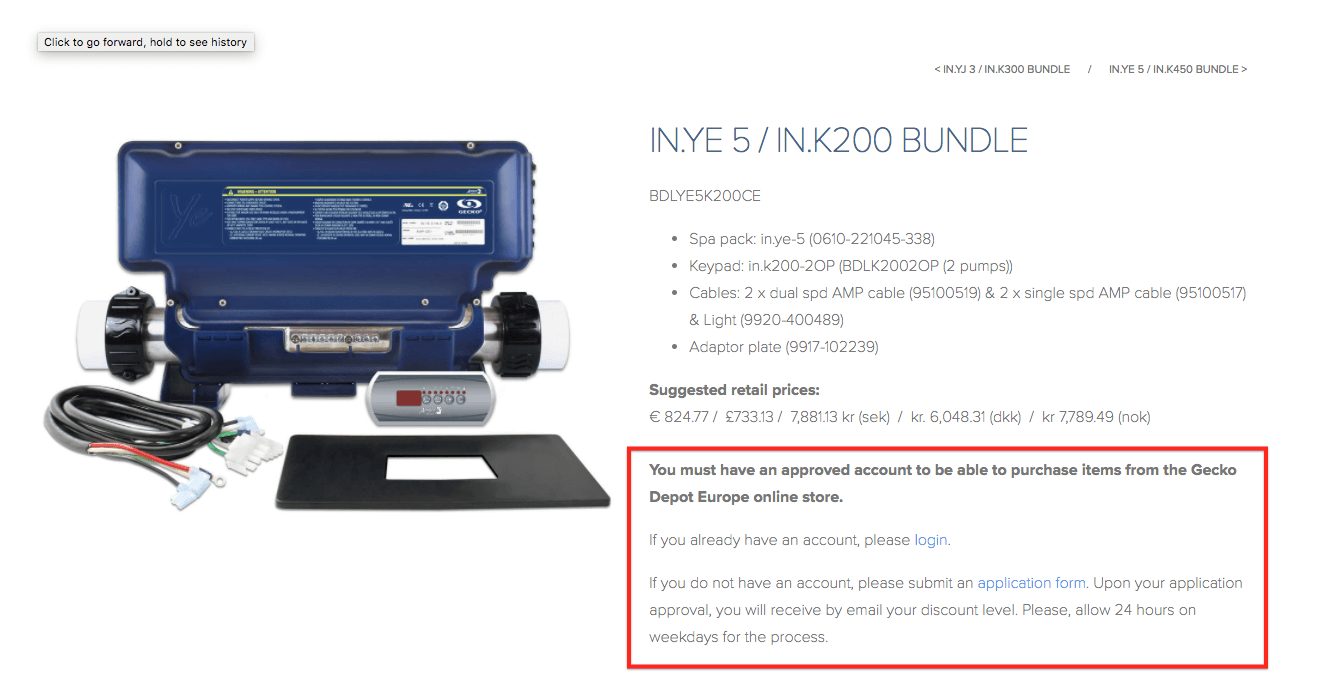 Click to go forward, hold to see history
< IN.YJ 3 / IN.K300 BUNDLE / IN.YE 5 / IN.K450 BUNDLE >
IN.YE 5 / IN.K200 BUNDLE
BDLYE5K200CE
• Spa pack: in.ye-5 (0610-221045-338)
• Keypad: in.k200-2OP (BDLK2002OP (2 pumps))
• Cables: 2 x dual spd AMP cable (95100519) & 2 x single spd AMP cable (95100517)
& Light (9920-400489)
• Adaptor plate (9917-102239)
Suggested retail prices:
€ 824.77 / £733.13 / 7,881.13 kr (sek) / kr. 6,048.31 (dkk) / kr 7,789.49 (nok)
You must have an approved account to be able to purchase items from the Gecko
Depot Europe online store.
If you already have an account, please login.
If you do not have an account, please submit an application form. Upon your application
approval, you will receive by email your discount level. Please, allow 24 hours on
weekdays for the process.
WARNING - ATTENTION
GECKO